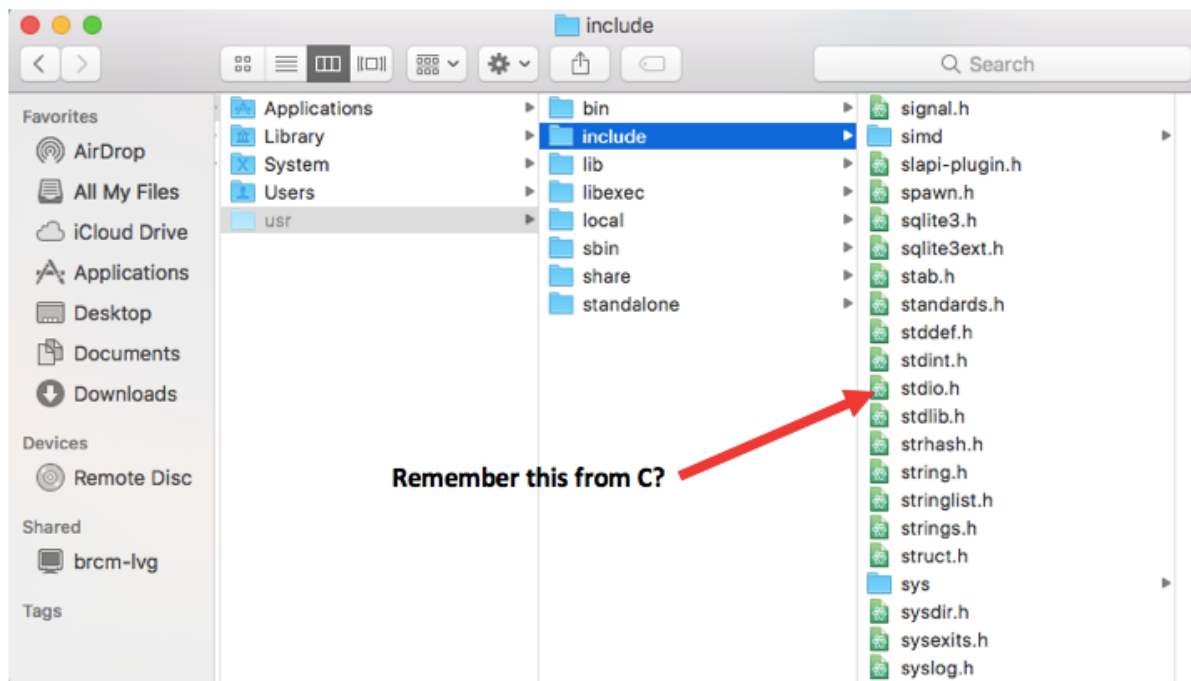 include
Search
Favorites
AirDrop
All My Files
iCloud Drive
Applications
Desktop
Documents
Downloads
Devices
Remote Disc
Shared
brcm-lvg
Tags
Applications
Library
System
Users
usr
bin
include
lib
libexec
local
sbin
share
standalone
signal.h
simd
slapi-plugin.h
spawn.h
sqlite3.h
sqlite3ext.h
stab.h
standards.h
stddef.h
stdint.h
stdio.h
stdlib.h
strhash.h
string.h
stringlist.h
strings.h
struct.h
sys
sysdir.h
sysexits.h
syslog.h
Remember this from C?